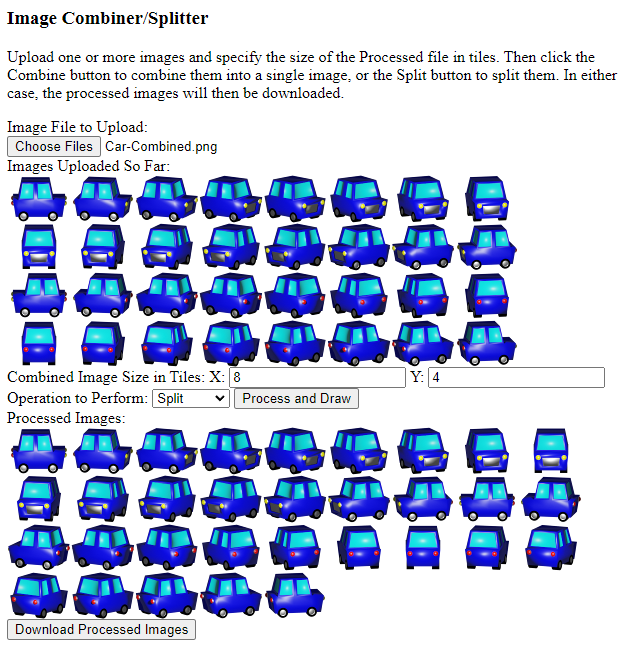 Image Combiner/Splitter
Upload one or more images and specify the size of the Processed file in tiles. Then click the
Combine button to combine them into a single image, or the Split button to split them. In either
case, the processed images will then be downloaded.
Image File to Upload:
Choose Files Car-Combined.png
Images Uploaded So Far:
Combined Image Size in Tiles: X: 8 Y: 4
Operation to Perform: Split Process and Draw
Processed Images:
Download Processed Images